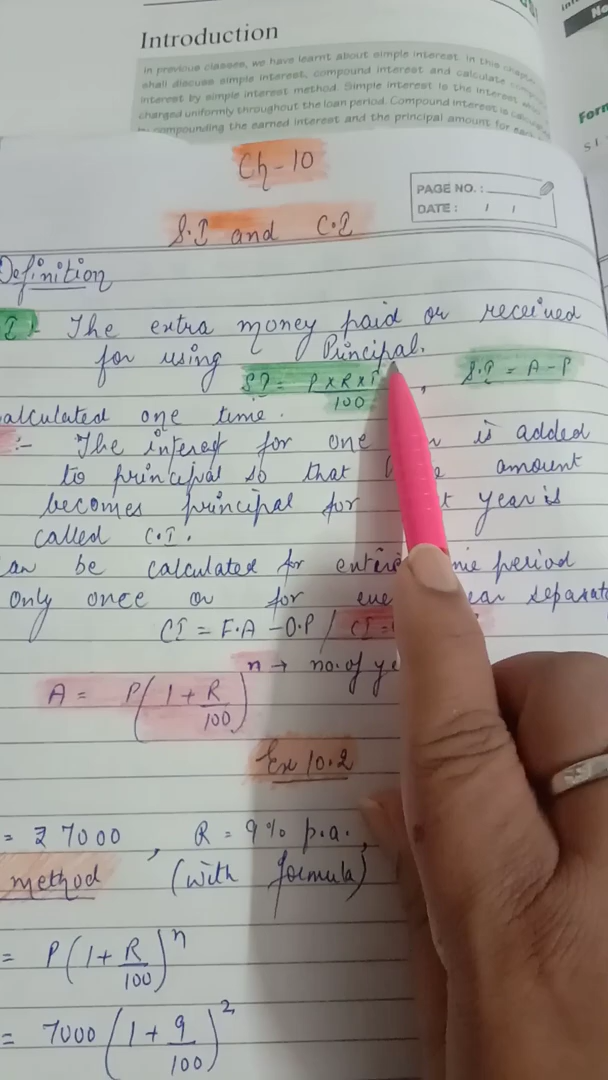 Introduction
In previous classes, we have learnt about simple interest. In this
shall discuss simple interest, compound interest and calculate
interest by simple interest method. Simple interest is the interest
charged uniformly throughout the loan period. Compound interest is
compounding the earned interest and the principal amount for
Form
S I
Ch-10
PAGE NO. :
DATE : / /
S.I and C.I
Definition
I :- The extra money paid or received
for using Principal.
SI = P x R x T / 100 , S.I = A - P
alculated one time.
:- The interest for one is added
to principal so that amount
becomes principal for year is
called C.I.
an be calculated for entire period
only once or for separat
CI = F.A - O.P / CI =
n → no. of ye
A = P(1 + R/100)^n
Ex 10.2
= ₹ 7000 , R = 9% p.a.,
method (with formula)
= P(1 + R/100)^n
= 7000(1 + 9/100)^2